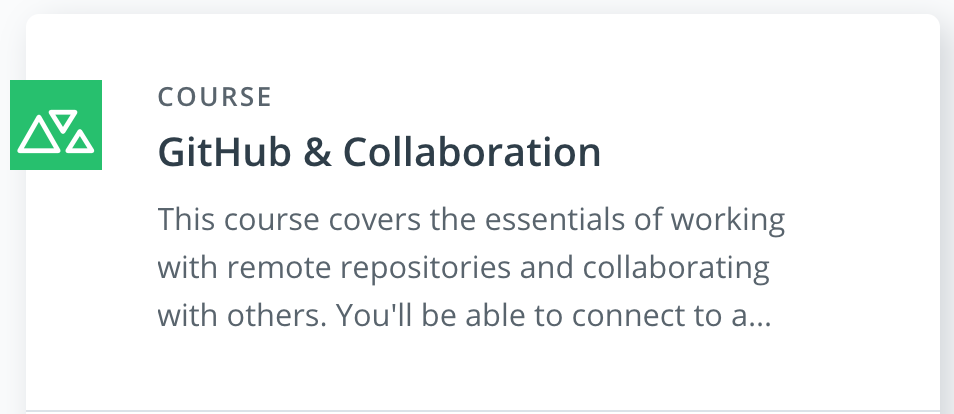 COURSE
GitHub & Collaboration
This course covers the essentials of working
with remote repositories and collaborating
with others. You'll be able to connect to a...